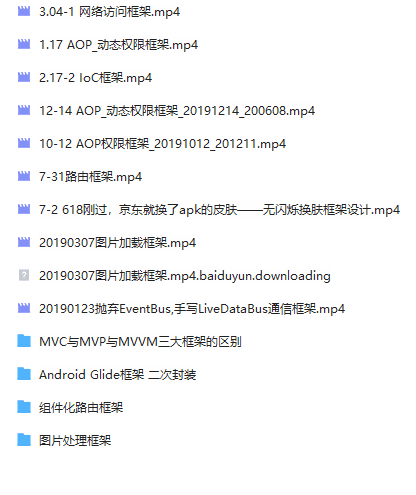 3.04-1 网络访问框架.mp4
1.17 AOP_动态权限框架.mp4
2.17-2 IoC框架.mp4
12-14 AOP_动态权限框架_20191214_200608.mp4
10-12 AOP权限框架_20191012_201211.mp4
7-31路由框架.mp4
7-2 618刚过，京东就换了apk的皮肤——无闪烁换肤框架设计.mp4
20190307图片加载框架.mp4
20190307图片加载框架.mp4.baiduyun.downloading
20190123抛弃EventBus,手写LiveDataBus通信框架.mp4
MVC与MVP与MVVM三大框架的区别
Android Glide框架 二次封装
组件化路由框架
图片处理框架